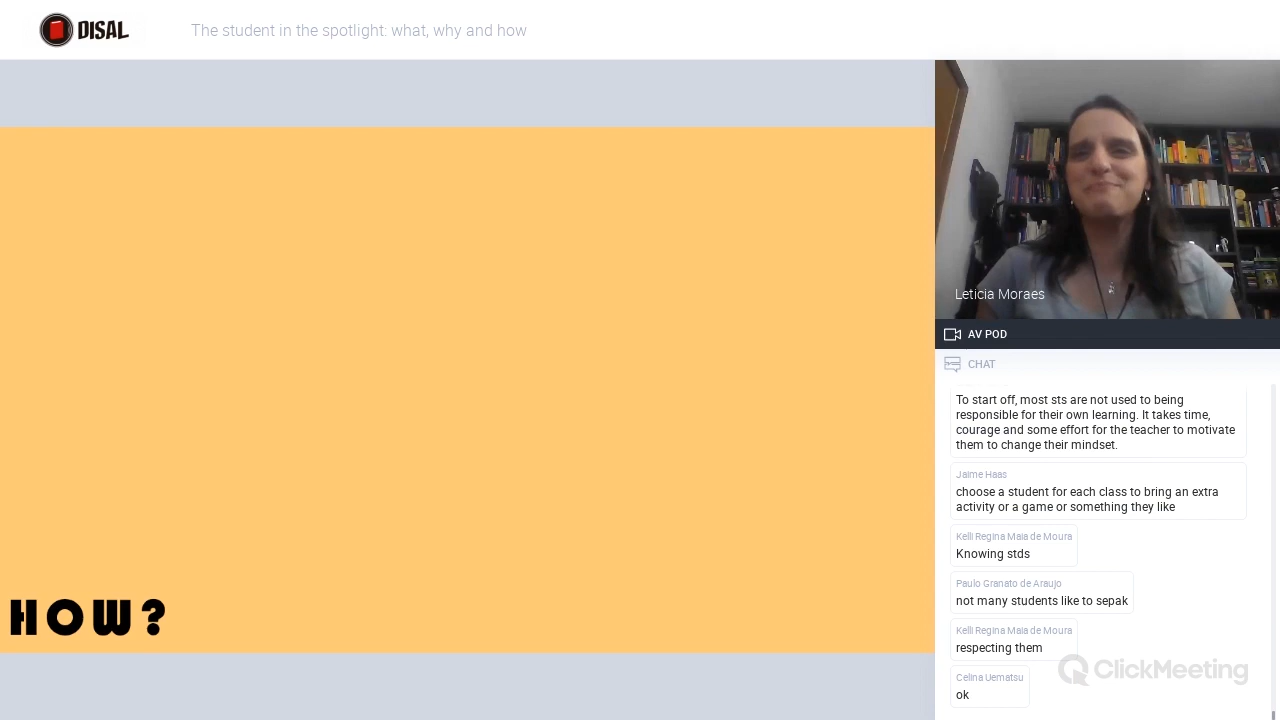 DISAL
The student in the spotlight: what, why and how
Leticia Moraes
AV POD
CHAT
To start off, most sts are not used to being
responsible for their own learning. It takes time,
courage and some effort for the teacher to motivate
them to change their mindset.
Jaime Haas
choose a student for each class to bring an extra
activity or a game or something they like
Kelli Regina Maia de Moura
Knowing stds
Paulo Granato de Araujo
not many students like to sepak
Kelli Regina Maia de Moura
respecting them
Celina Uematsu
ok
ClickMeeting
HOW?